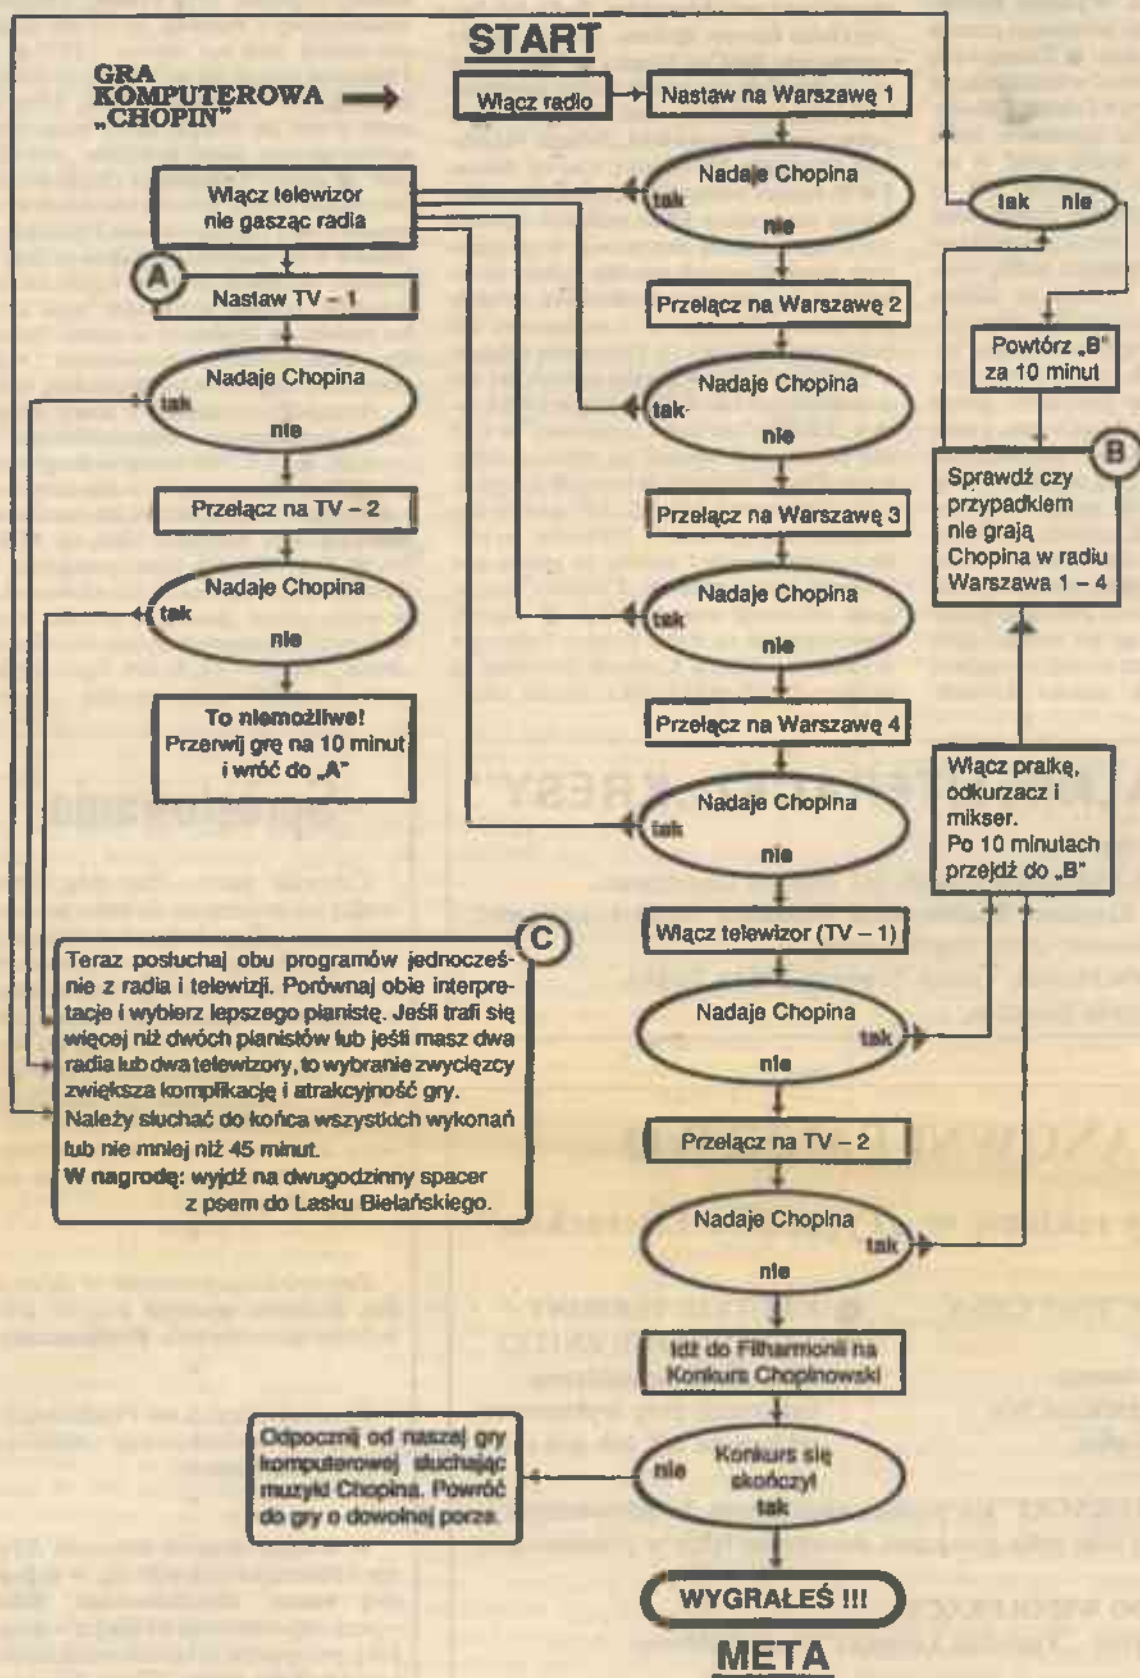 START
GRA
KOMPUTEROWA
„CHOPIN”
Włącz radio
Nastaw na Warszawę 1
Nadaje Chopina
tak
nie
Przełącz na Warszawę 2
Nadaje Chopina
tak
nie
Przełącz na Warszawę 3
Nadaje Chopina
tak
nie
Przełącz na Warszawę 4
Nadaje Chopina
tak
nie
Włącz telewizor (TV – 1)
Nadaje Chopina
tak
nie
Przełącz na TV – 2
Nadaje Chopina
tak
nie
Idź do Filharmonii na
Konkurs Chopinowski
Konkurs się
skończył
nie
tak
Odpocznij od naszej gry
komputerowej słuchając
muzyki Chopina. Powróć
do gry o dowolnej porze.
WYGRAŁEŚ !!!
META
Włącz telewizor
nie gasząc radia
A
Nastaw TV – 1
Nadaje Chopina
tak
nie
Przełącz na TV – 2
Nadaje Chopina
tak
nie
To niemożliwe!
Przerwij grę na 10 minut
i wróć do „A”
C
Teraz posłuchaj obu programów jednocześ-
nie z radia i telewizji. Porównaj obie interpre-
tacje i wybierz lepszego pianistę. Jeśli trafi się
więcej niż dwóch pianistów lub jeśli masz dwa
radia lub dwa telewizory, to wybranie zwycięzcy
zwiększa komplikację i atrakcyjność gry.
Należy słuchać do końca wszystkich wykonań
lub nie mniej niż 45 minut.
W nagrodę: wyjdź na dwugodzinny spacer
z psem do Lasku Bielańskiego.
tak nie
Powtórz „B”
za 10 minut
B
Sprawdź czy
przypadkiem
nie grają
Chopina w radiu
Warszawa 1 – 4
Włącz pralkę,
odkurzacz i
mikser.
Po 10 minutach
przejdź do „B”